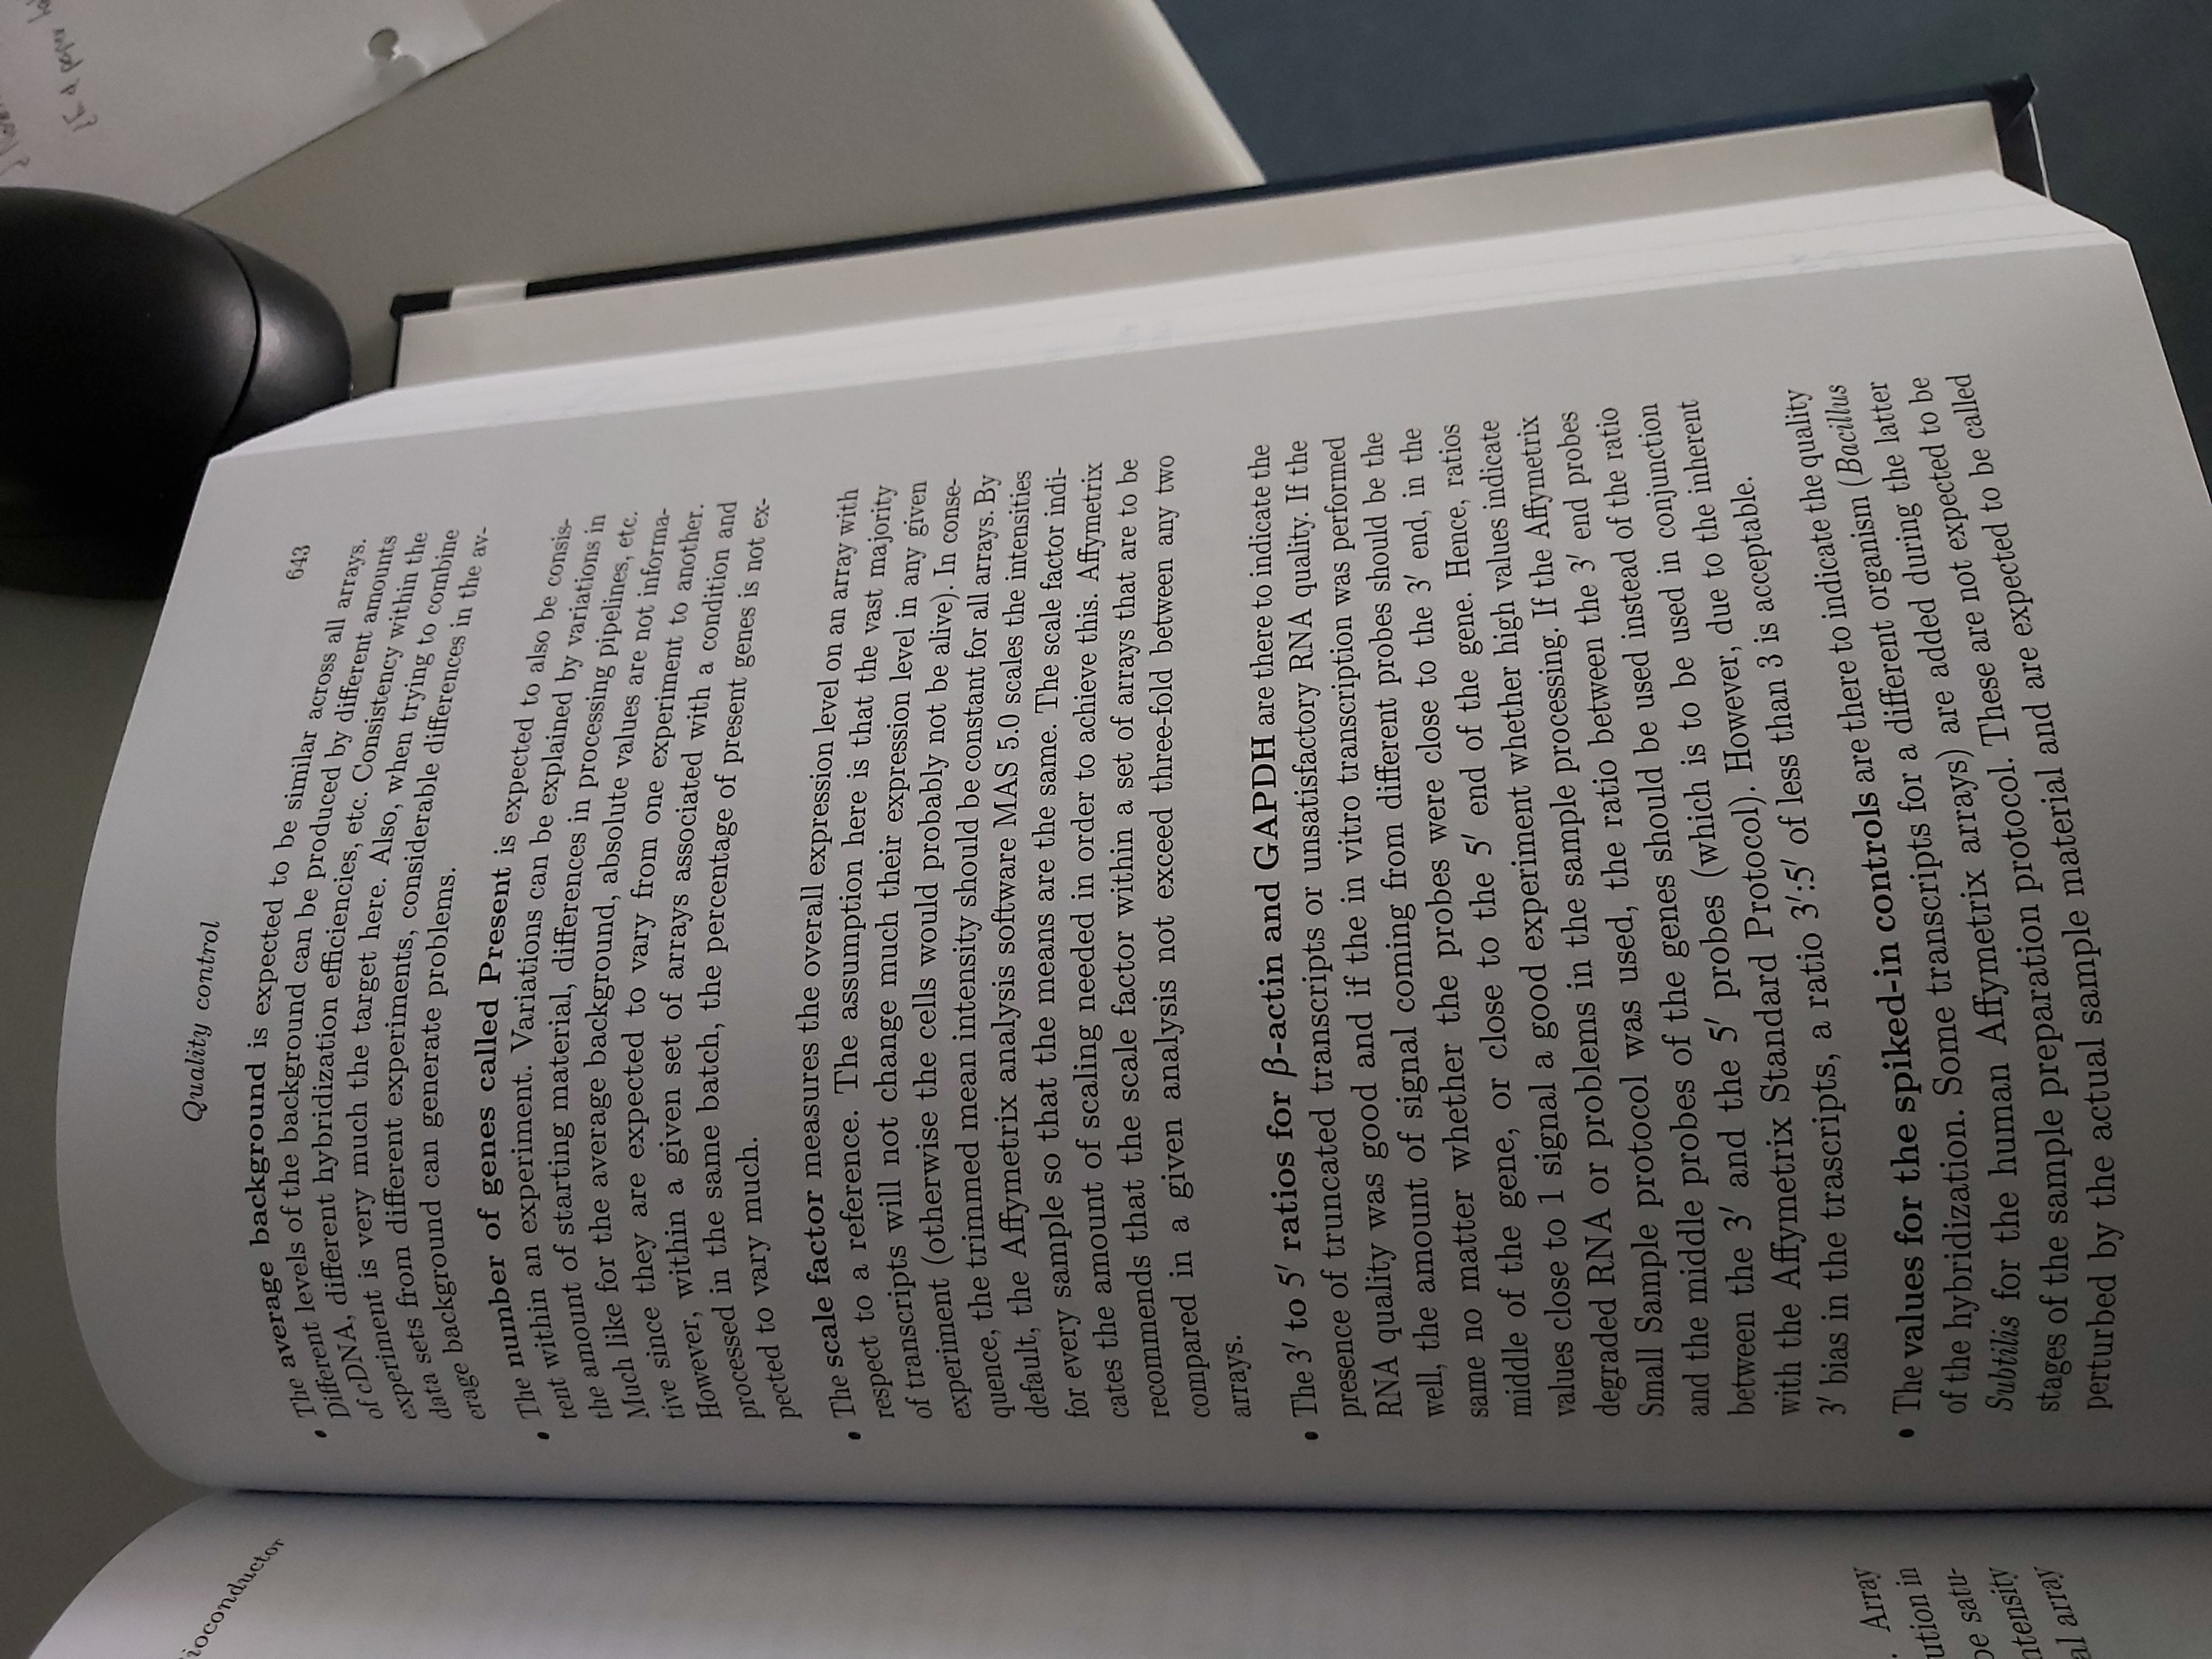 ioconductor
. Array
ution in
be satu-
ntensity
al array
Quality control
643
• The average background is expected to be similar across all arrays.
Different levels of the background can be produced by different amounts
of cDNA, different hybridization efficiencies, etc. Consistency within the
experiment is very much the target here. Also, when trying to combine
data sets from different experiments, considerable differences in the av-
erage background can generate problems.
• The number of genes called Present is expected to also be consis-
tent within an experiment. Variations can be explained by variations in
the amount of starting material, differences in processing pipelines, etc.
Much like for the average background, absolute values are not informa-
tive since they are expected to vary from one experiment to another.
However, within a given set of arrays associated with a condition and
processed in the same batch, the percentage of present genes is not ex-
pected to vary much.
• The scale factor measures the overall expression level on an array with
respect to a reference. The assumption here is that the vast majority
of transcripts will not change much their expression level in any given
experiment (otherwise the cells would probably not be alive). In conse-
quence, the trimmed mean intensity should be constant for all arrays. By
default, the Affymetrix analysis software MAS 5.0 scales the intensities
for every sample so that the means are the same. The scale factor indi-
cates the amount of scaling needed in order to achieve this. Affymetrix
recommends that the scale factor within a set of arrays that are to be
compared in a given analysis not exceed three-fold between any two
arrays.
• The 3′ to 5′ ratios for β-actin and GAPDH are there to indicate the
presence of truncated transcripts or unsatisfactory RNA quality. If the
RNA quality was good and if the in vitro transcription was performed
well, the amount of signal coming from different probes should be the
same no matter whether the probes were close to the 3′ end, in the
middle of the gene, or close to the 5′ end of the gene. Hence, ratios
values close to 1 signal a good experiment whether high values indicate
degraded RNA or problems in the sample processing. If the Affymetrix
Small Sample protocol was used, the ratio between the 3′ end probes
and the middle probes of the genes should be used instead of the ratio
between the 3′ and the 5′ probes (which is to be used in conjunction
with the Affymetrix Standard Protocol). However, due to the inherent
3′ bias in the trascripts, a ratio 3′:5′ of less than 3 is acceptable.
• The values for the spiked-in controls are there to indicate the quality
of the hybridization. Some transcripts for a different organism (Bacillus
Subtilis for the human Affymetrix arrays) are added during the latter
stages of the sample preparation protocol. These are not expected to be
perturbed by the actual sample material and are expected to be called
paper